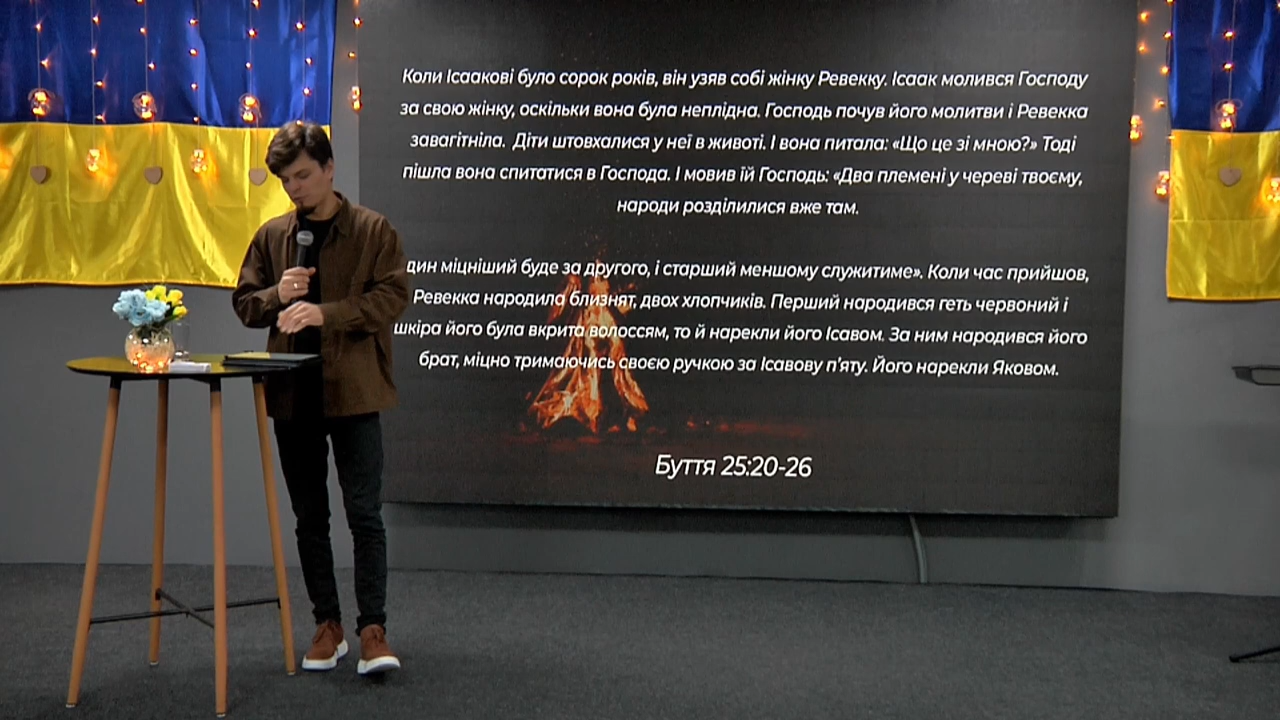 Коли Ісаакові було сорок років, він узяв собі жінку Ревекку. Ісаак молився Господу
за свою жінку, оскільки вона була неплідна. Господь почув його молитви і Ревекка
завагітніла. Діти штовхалися у неї в животі. І вона питала: «Що це зі мною?» Тоді
пішла вона спитатися в Господа. І мовив їй Господь: «Два племені у череві твоєму,
народи розділилися вже там.
дин міцніший буде за другого, і старший меншому служитиме». Коли час прийшов,
Ревекка народила близнят, двох хлопчиків. Перший народився геть червоний і
шкіра його була вкрита волоссям, то й нарекли його Ісавом. За ним народився його
брат, міцно тримаючись своєю ручкою за Ісавову п'яту. Його нарекли Яковом.
Буття 25:20-26